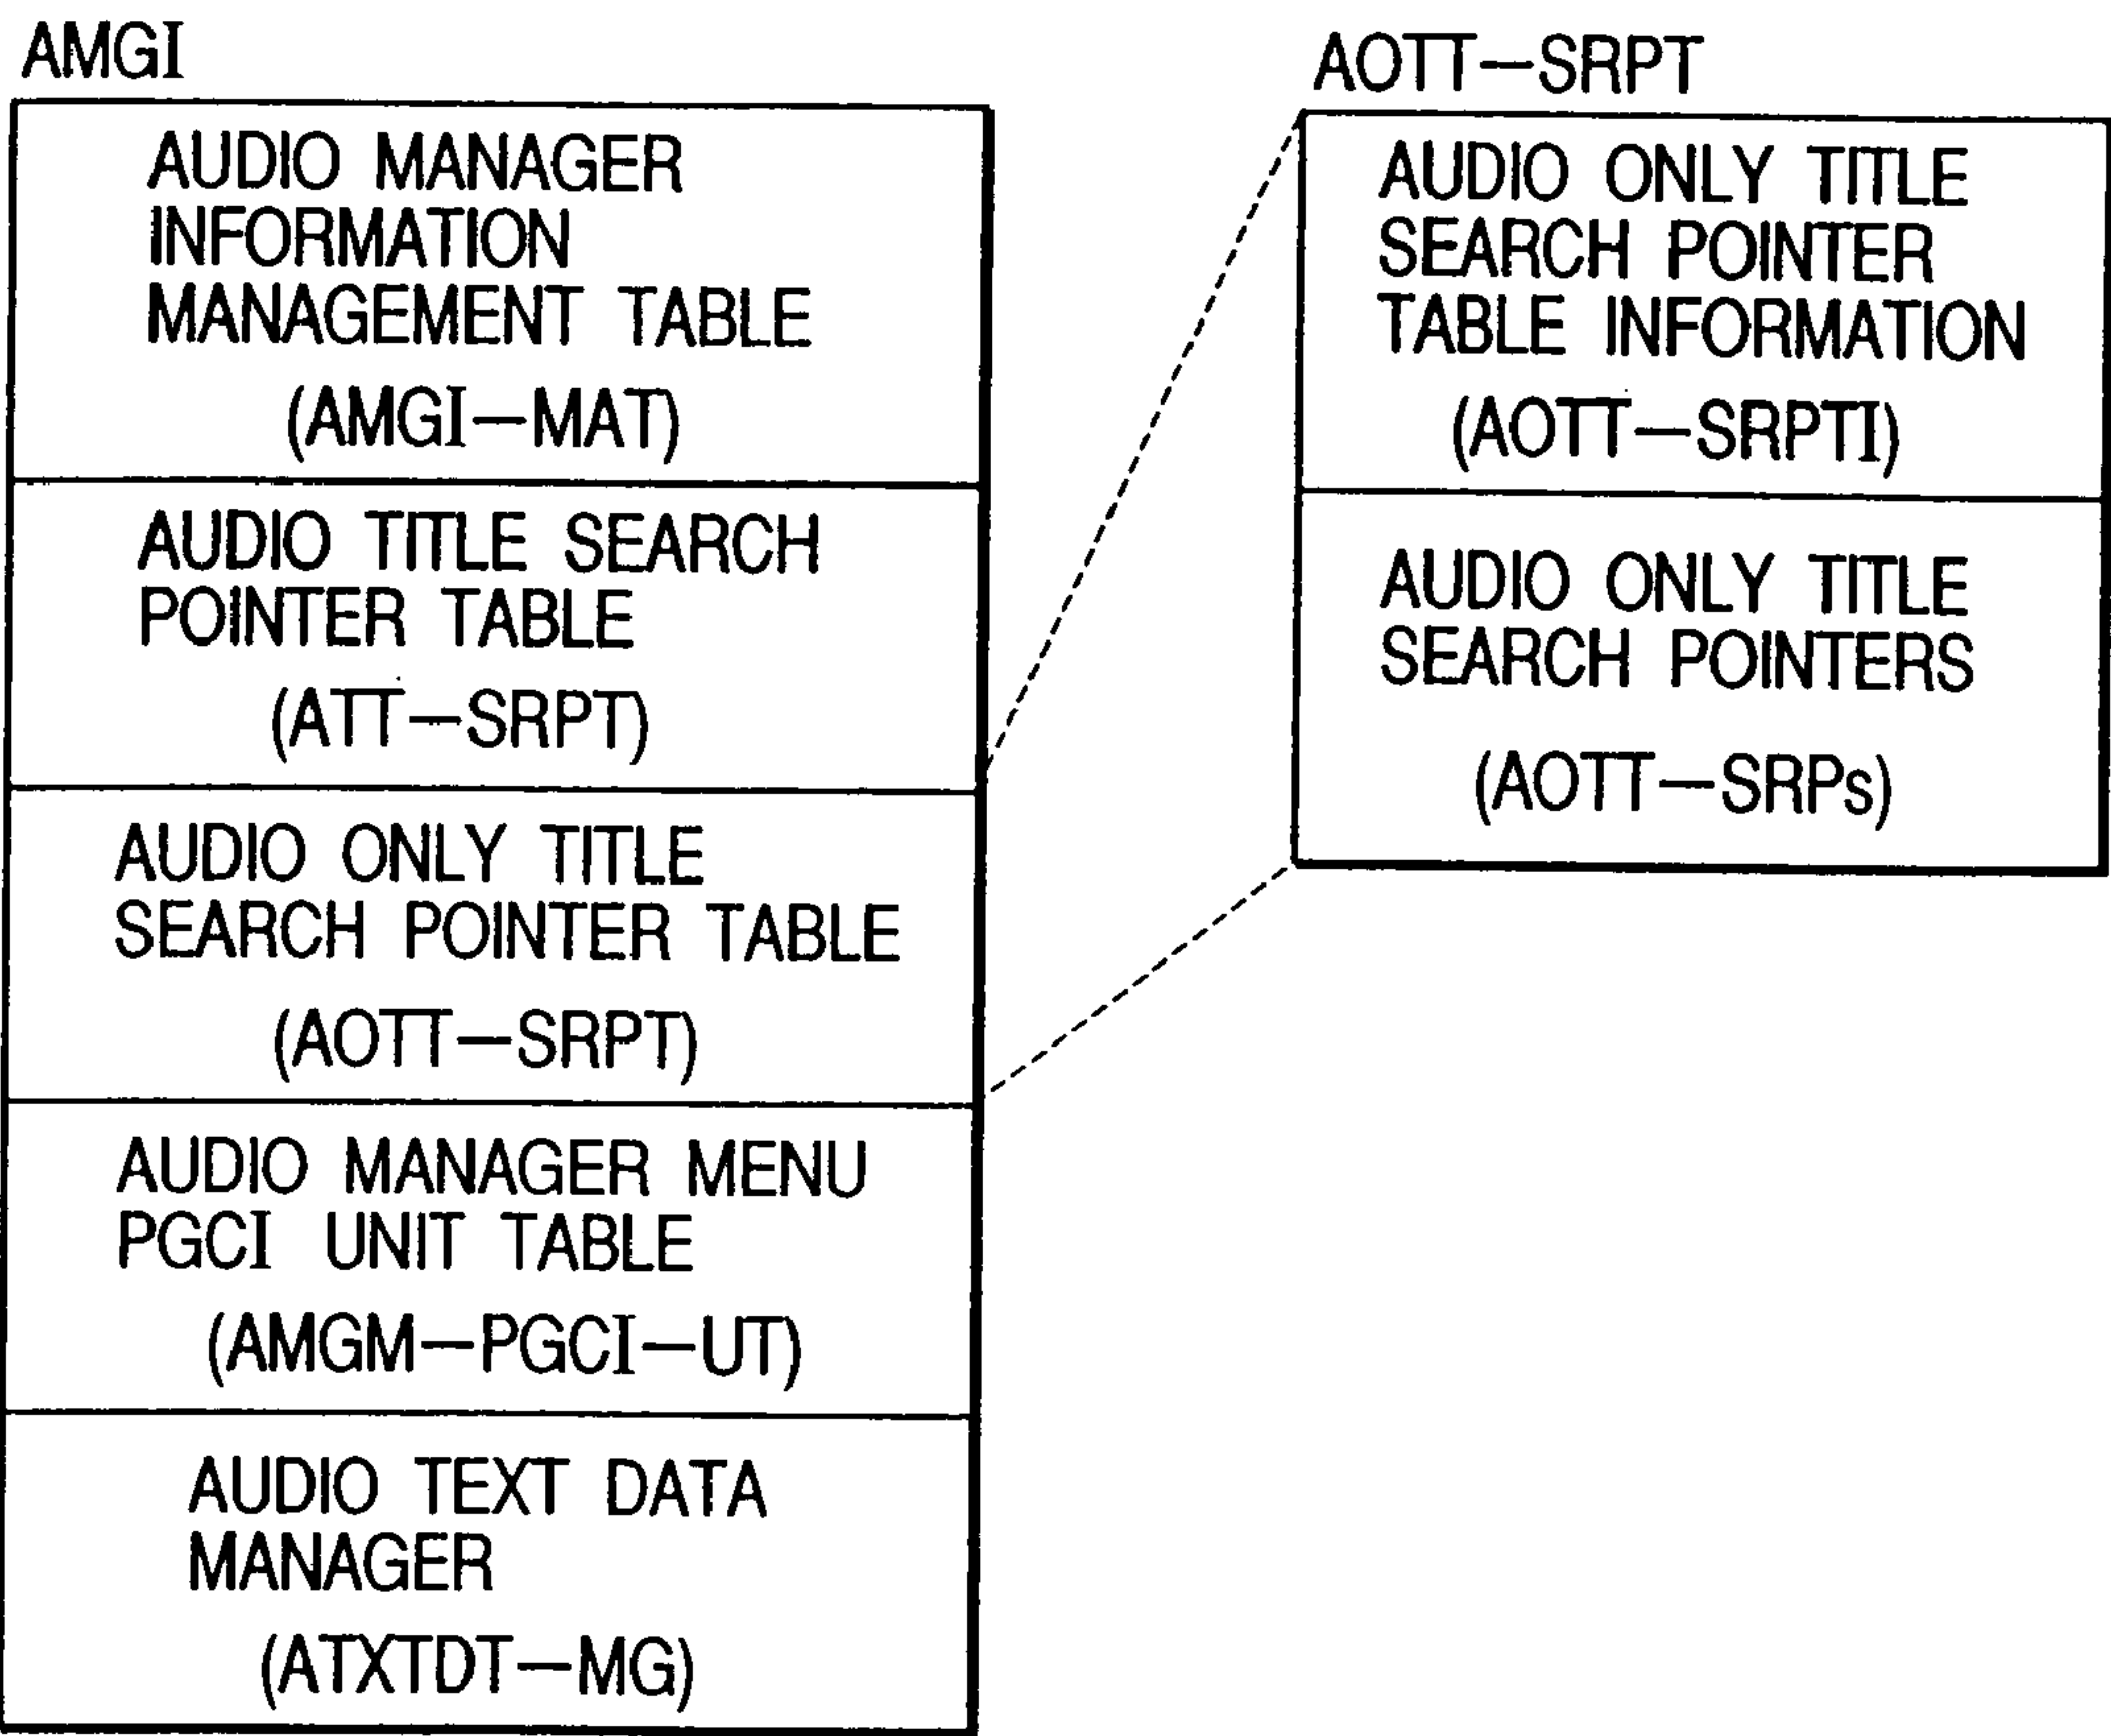 AMGI
AUDIO MANAGER
INFORMATION
MANAGEMENT TABLE
(AMGI—MAT)
AUDIO TITLE SEARCH
POINTER TABLE
(ATT—SRPT)
AUDIO ONLY TITLE
SEARCH POINTER TABLE
(AOTT—SRPT)
AUDIO MANAGER MENU
PGCI UNIT TABLE
(AMGM—PGCI—UT)
AUDIO TEXT DATA
MANAGER
(ATXTDT—MG)
AOTT—SRPT
AUDIO ONLY TITLE
SEARCH POINTER
TABLE INFORMATION
(AOTT—SRPTI)
AUDIO ONLY TITLE
SEARCH POINTERS
(AOTT—SRPs)